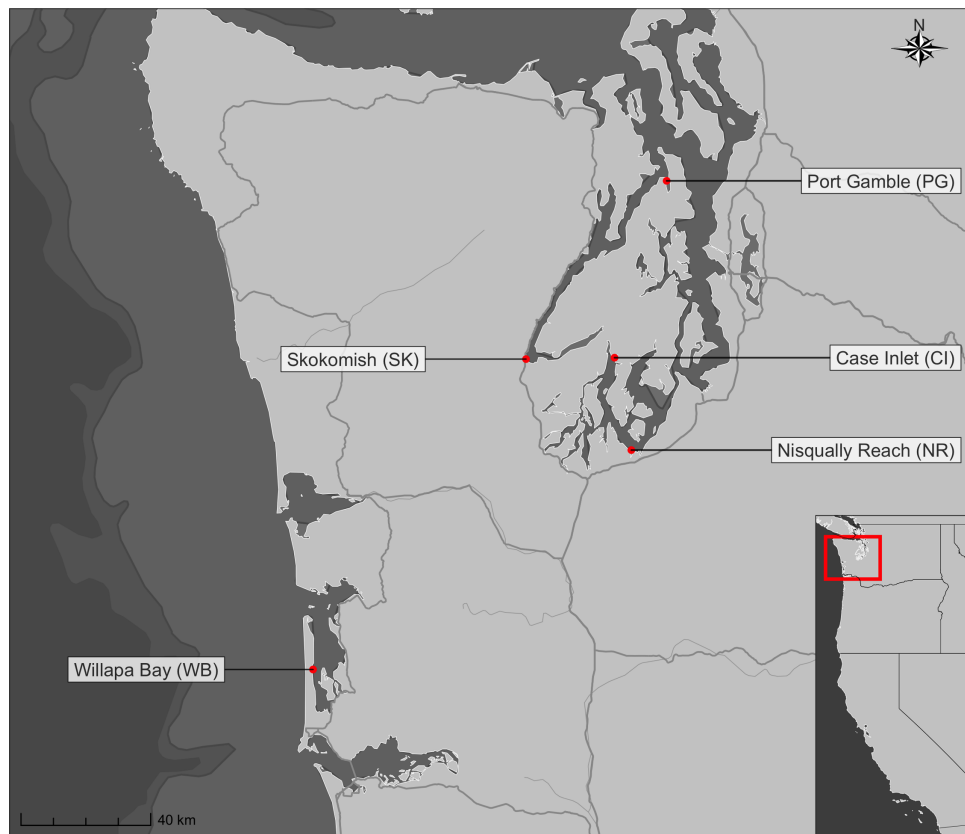 N
Port Gamble (PG)
Skokomish (SK)
Case Inlet (CI)
Nisqually Reach (NR)
Willapa Bay (WB)
40 km